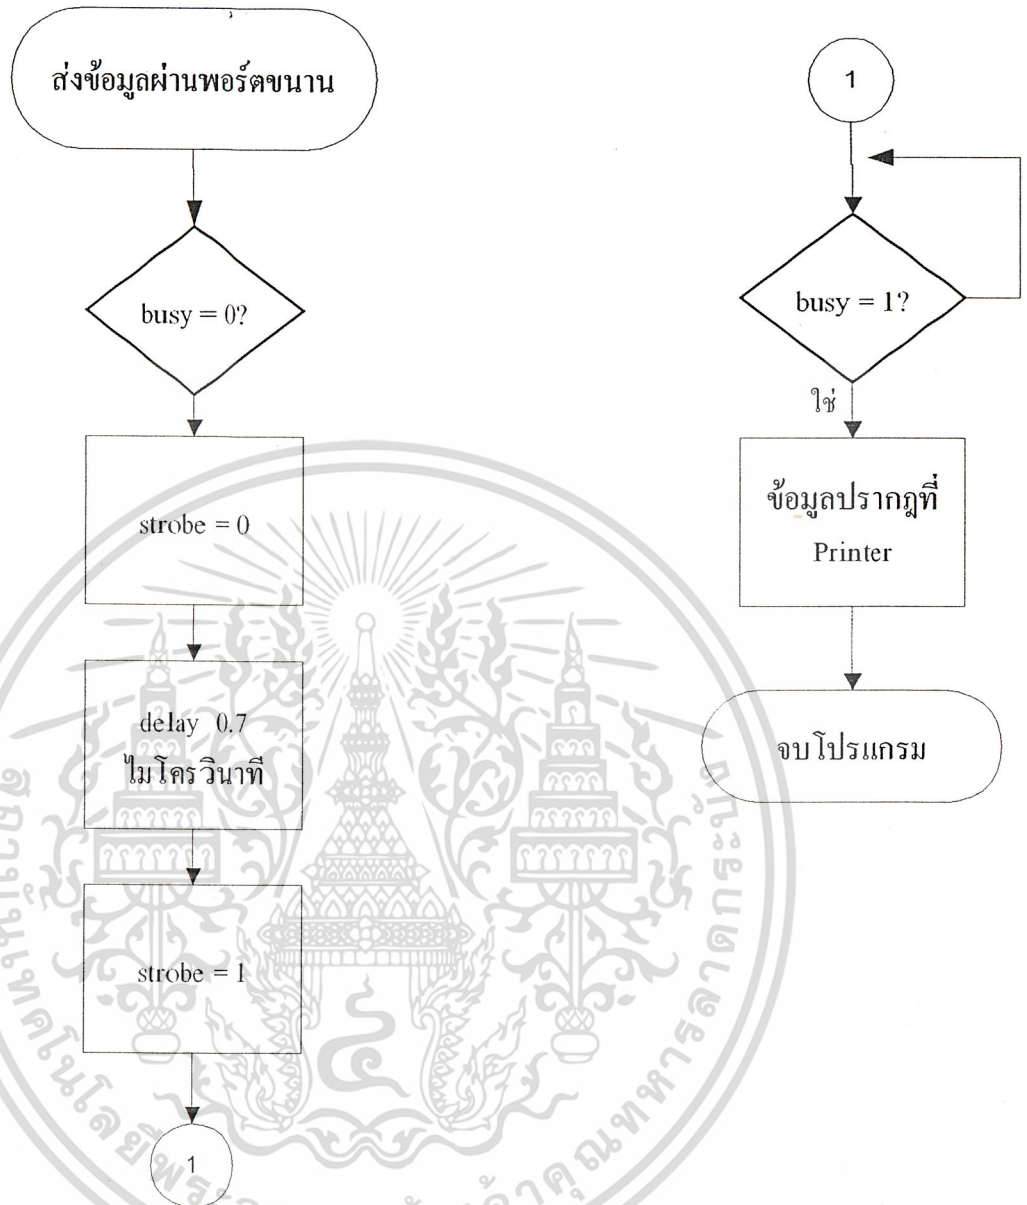 ส่งข้อมูลผ่านพอร์ตขนาน
busy = 0?
strobe = 0
delay 0.7
ไมโครวินาที
strobe = 1
1
1
busy = 1?
ใช่
ข้อมูลปรากฎที่
Printer
จบโปรแกรม